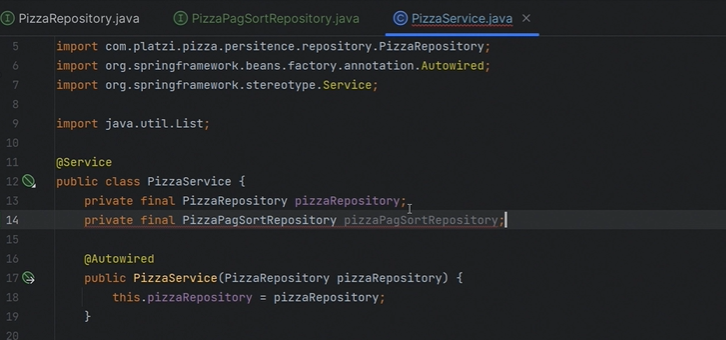 PizzaRepository.java PizzaPagSortRepository.java PizzaService.java ×
5 import com.platzi.pizza.persitence.repository.PizzaRepository;
6 import org.springframework.beans.factory.annotation.Autowired;
7 import org.springframework.stereotype.Service;
8
9 import java.util.List;
10
11 @Service
12 public class PizzaService {
13 private final PizzaRepository pizzaRepository;
14 private final PizzaPagSortRepository pizzaPagSortRepository;
15
16 @Autowired
17 public PizzaService(PizzaRepository pizzaRepository) {
18 this.pizzaRepository = pizzaRepository;
19 }
20